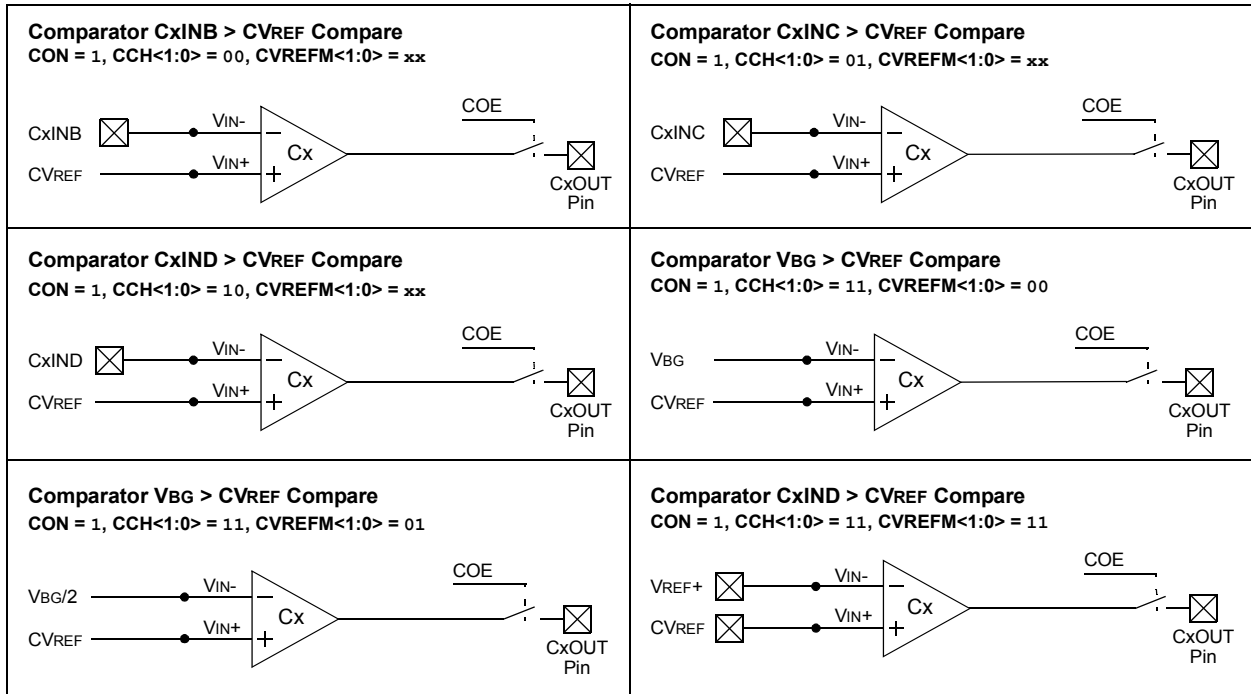 Comparator CxINB > CVREF Compare
CON = 1, CCH<1:0> = 00, CVREFM<1:0> = xx
COE
CxINB
VIN-
–
Cx
CVREF
VIN+
+
CxOUT
Pin
Comparator CxINC > CVREF Compare
CON = 1, CCH<1:0> = 01, CVREFM<1:0> = xx
COE
CxINC
VIN-
–
Cx
CVREF
VIN+
+
CxOUT
Pin
Comparator CxIND > CVREF Compare
CON = 1, CCH<1:0> = 10, CVREFM<1:0> = xx
COE
CxIND
VIN-
–
Cx
CVREF
VIN+
+
CxOUT
Pin
Comparator VBG > CVREF Compare
CON = 1, CCH<1:0> = 11, CVREFM<1:0> = 00
COE
VBG
VIN-
–
Cx
CVREF
VIN+
+
CxOUT
Pin
Comparator VBG > CVREF Compare
CON = 1, CCH<1:0> = 11, CVREFM<1:0> = 01
COE
VBG/2
VIN-
–
Cx
CVREF
VIN+
+
CxOUT
Pin
Comparator CxIND > CVREF Compare
CON = 1, CCH<1:0> = 11, CVREFM<1:0> = 11
COE
VREF+
VIN-
–
Cx
CVREF
VIN+
+
CxOUT
Pin